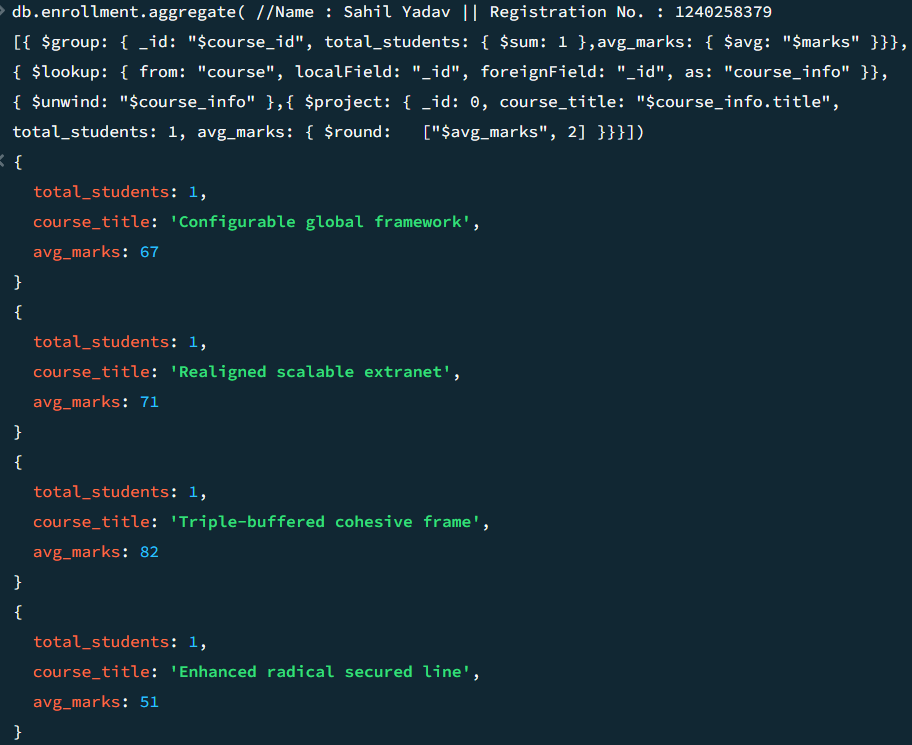 db.enrollment.aggregate( //Name : Sahil Yadav || Registration No. : 1240258379
[{ $group: { _id: "$course_id", total_students: { $sum: 1 },avg_marks: { $avg: "$marks" }}},
{ $lookup: { from: "course", localField: "_id", foreignField: "_id", as: "course_info" }},
{ $unwind: "$course_info" },{ $project: { _id: 0, course_title: "$course_info.title",
total_students: 1, avg_marks: { $round:   ["$avg_marks", 2] }}}])
{
  total_students: 1,
  course_title: 'Configurable global framework',
  avg_marks: 67
}
{
  total_students: 1,
  course_title: 'Realigned scalable extranet',
  avg_marks: 71
}
{
  total_students: 1,
  course_title: 'Triple-buffered cohesive frame',
  avg_marks: 82
}
{
  total_students: 1,
  course_title: 'Enhanced radical secured line',
  avg_marks: 51
}